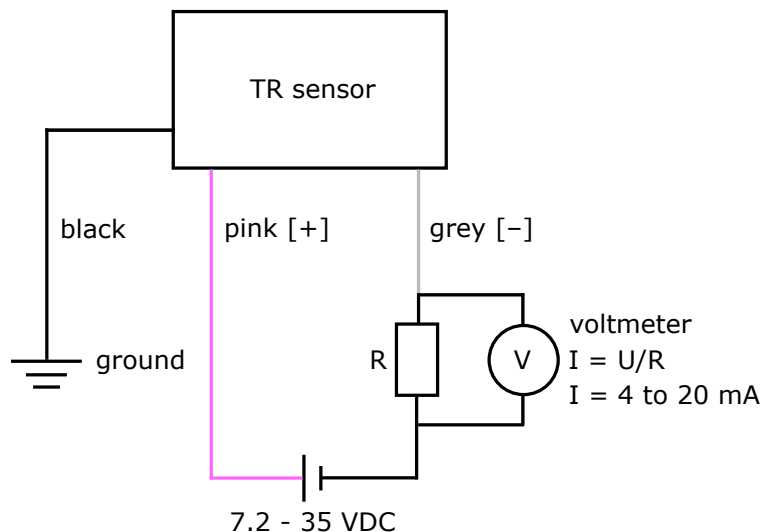 TR sensor
black
pink [+]
grey [–]
ground
R
V
voltmeter
I = U/R
I = 4 to 20 mA
7.2 - 35 VDC